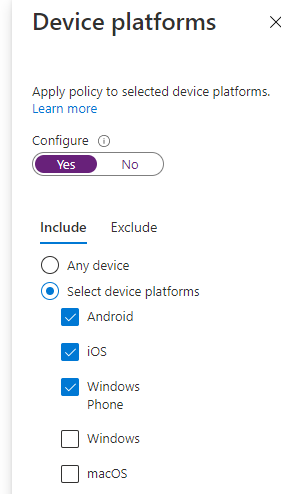 Device platforms
Apply policy to selected device platforms.
Learn more
Configure
Yes No
Include Exclude
Any device
Select device platforms
Android
iOS
Windows
Phone
Windows
macOS